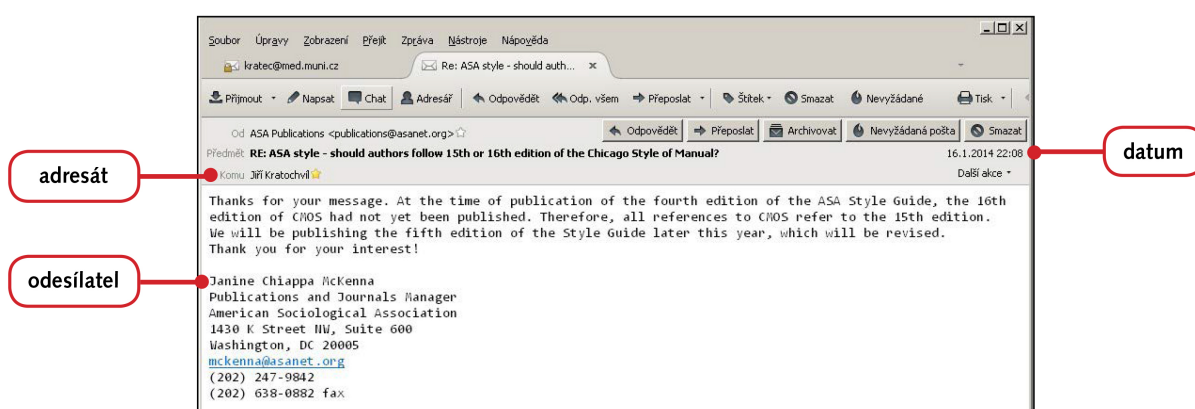 Soubor Úpravy Zobrazení Přejít Zpráva Nástroje Nápověda
kratec@med.muni.cz Re: ASA style - should auth... ×
Přijmout Napsat Chat Adresář Odpovědět Odp. všem Přeposlat Štítek Smazat Nevyžádané Tisk
Od ASA Publications <publications@asanet.org> Odpovědět Přeposlat Archivovat Nevyžádaná pošta Smazat
Předmět RE: ASA style - should authors follow 15th or 16th edition of the Chicago Style of Manual? 16.1.2014 22:08
datum
adresát
Komu Jiří Kratochvíl Další akce
Thanks for your message. At the time of publication of the fourth edition of the ASA Style Guide, the 16th
edition of CMOS had not yet been published. Therefore, all references to CMOS refer to the 15th edition.
We will be publishing the fifth edition of the Style Guide later this year, which will be revised.
Thank you for your interest!
odesílatel
Janine Chiappa McKenna
Publications and Journals Manager
American Sociological Association
1430 K Street NW, Suite 600
Washington, DC 20005
mckenna@asanet.org
(202) 247-9842
(202) 638-0882 fax